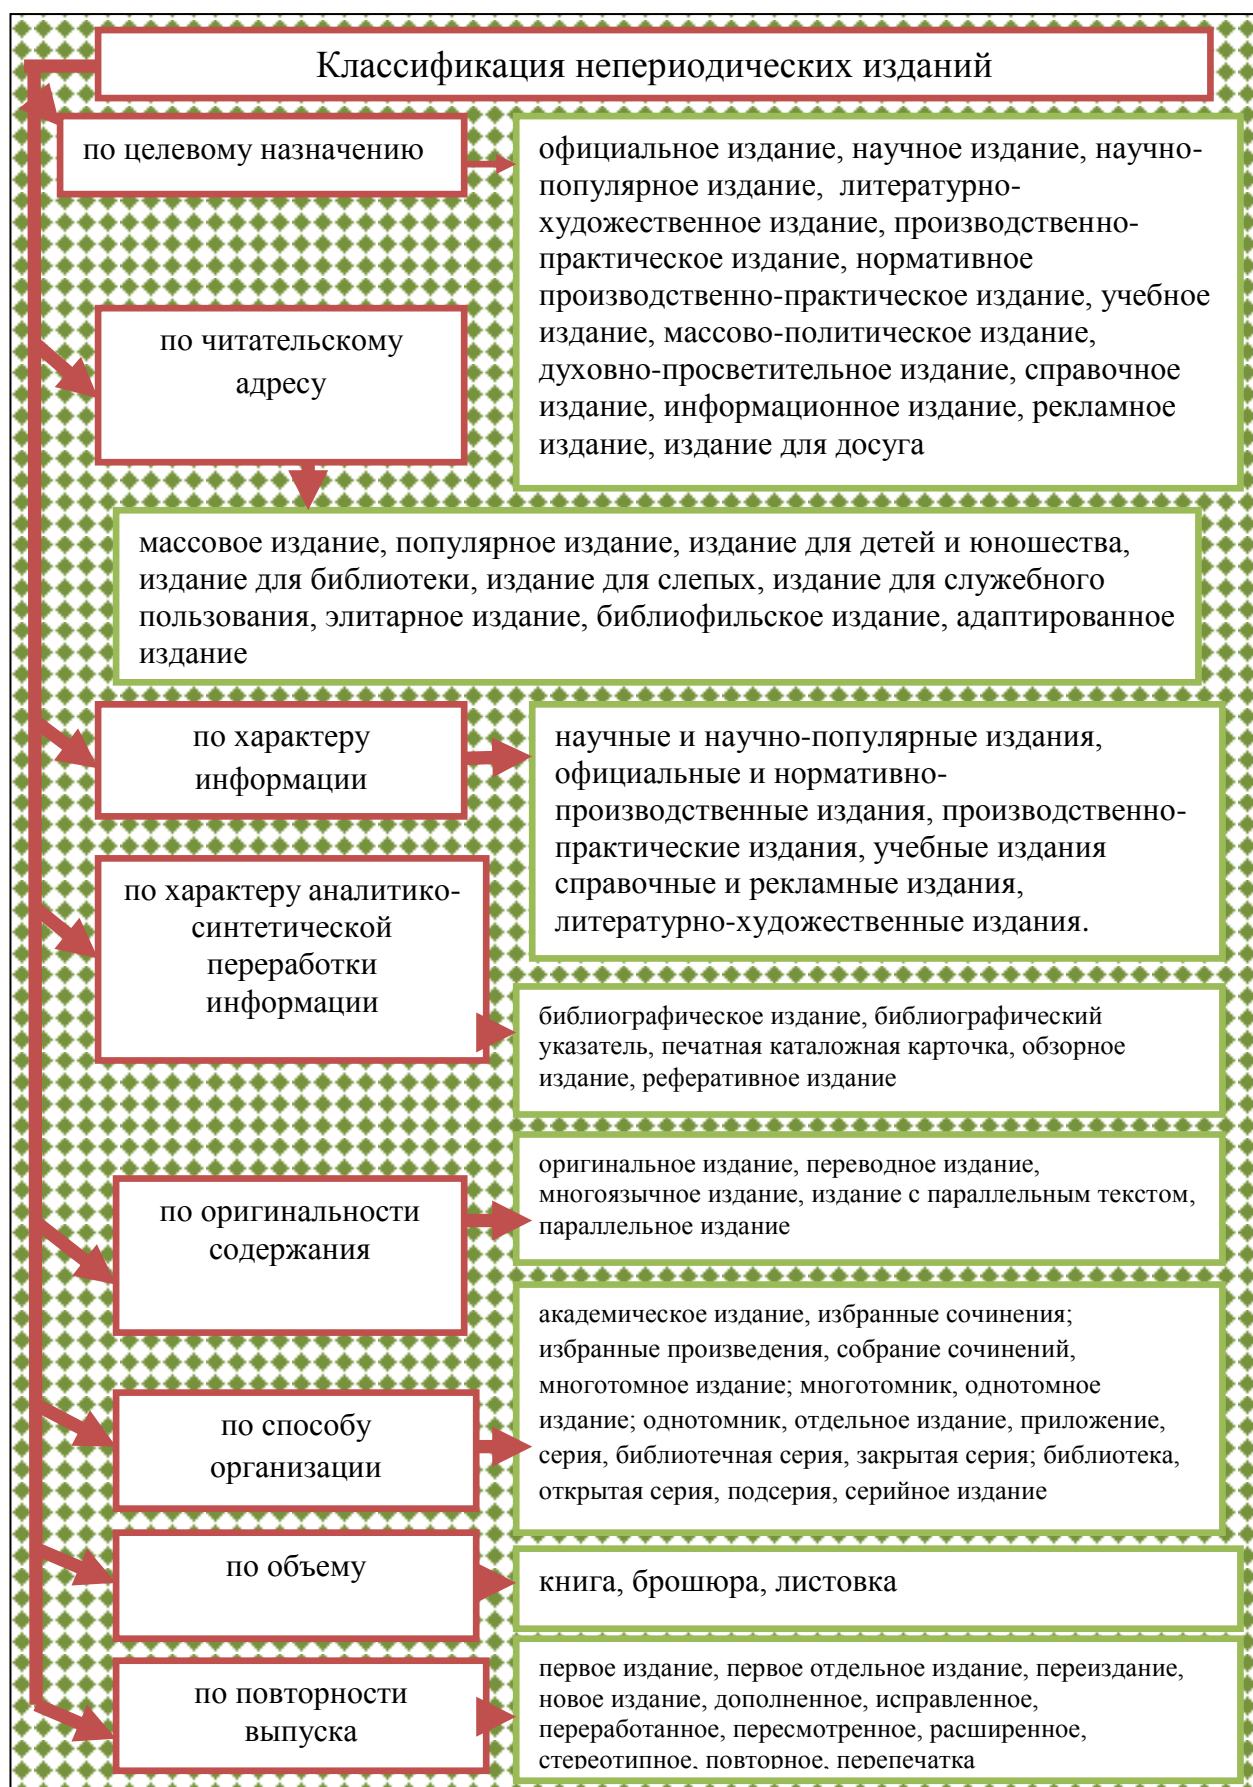 Классификация непериодических изданий
по целевому назначению
официальное издание, научное издание, научно-
популярное издание,  литературно-
художественное издание, производственно-
практическое издание, нормативное
производственно-практическое издание, учебное
издание, массово-политическое издание,
духовно-просветительное издание, справочное
издание, информационное издание, рекламное
издание, издание для досуга
по читательскому
адресу
массовое издание, популярное издание, издание для детей и юношества,
издание для библиотеки, издание для слепых, издание для служебного
пользования, элитарное издание, библиофильское издание, адаптированное
издание
по характеру
информации
научные и научно-популярные издания,
официальные и нормативно-
производственные издания, производственно-
практические издания, учебные издания
справочные и рекламные издания,
литературно-художественные издания.
по характеру аналитико-
синтетической
переработки
информации
библиографическое издание, библиографический
указатель, печатная каталожная карточка, обзорное
издание, реферативное издание
по оригинальности
содержания
оригинальное издание, переводное издание,
многоязычное издание, издание с параллельным текстом,
параллельное издание
по способу
организации
академическое издание, избранные сочинения;
избранные произведения, собрание сочинений,
многотомное издание; многотомник, однотомное
издание; однотомник, отдельное издание, приложение,
серия, библиотечная серия, закрытая серия; библиотека,
открытая серия, подсерия, серийное издание
по объему
книга, брошюра, листовка
по повторности
выпуска
первое издание, первое отдельное издание, переиздание,
новое издание, дополненное, исправленное,
переработанное, пересмотренное, расширенное,
стереотипное, повторное, перепечатка